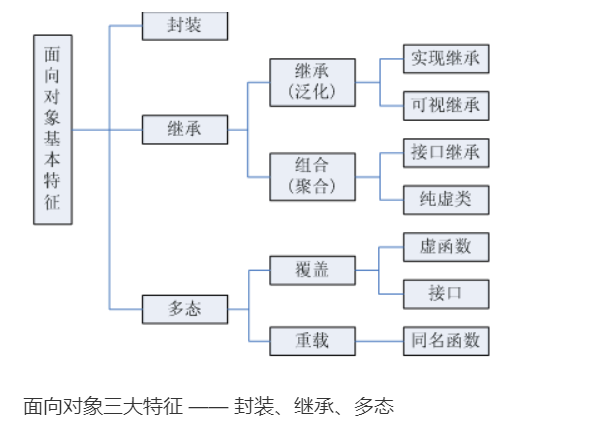 面向对象基本特征
封装
继承
继承
（泛化）
实现继承
可视继承
组合
（聚合）
接口继承
纯虚类
多态
覆盖
虚函数
接口
重载
同名函数
面向对象三大特征 —— 封装、继承、多态